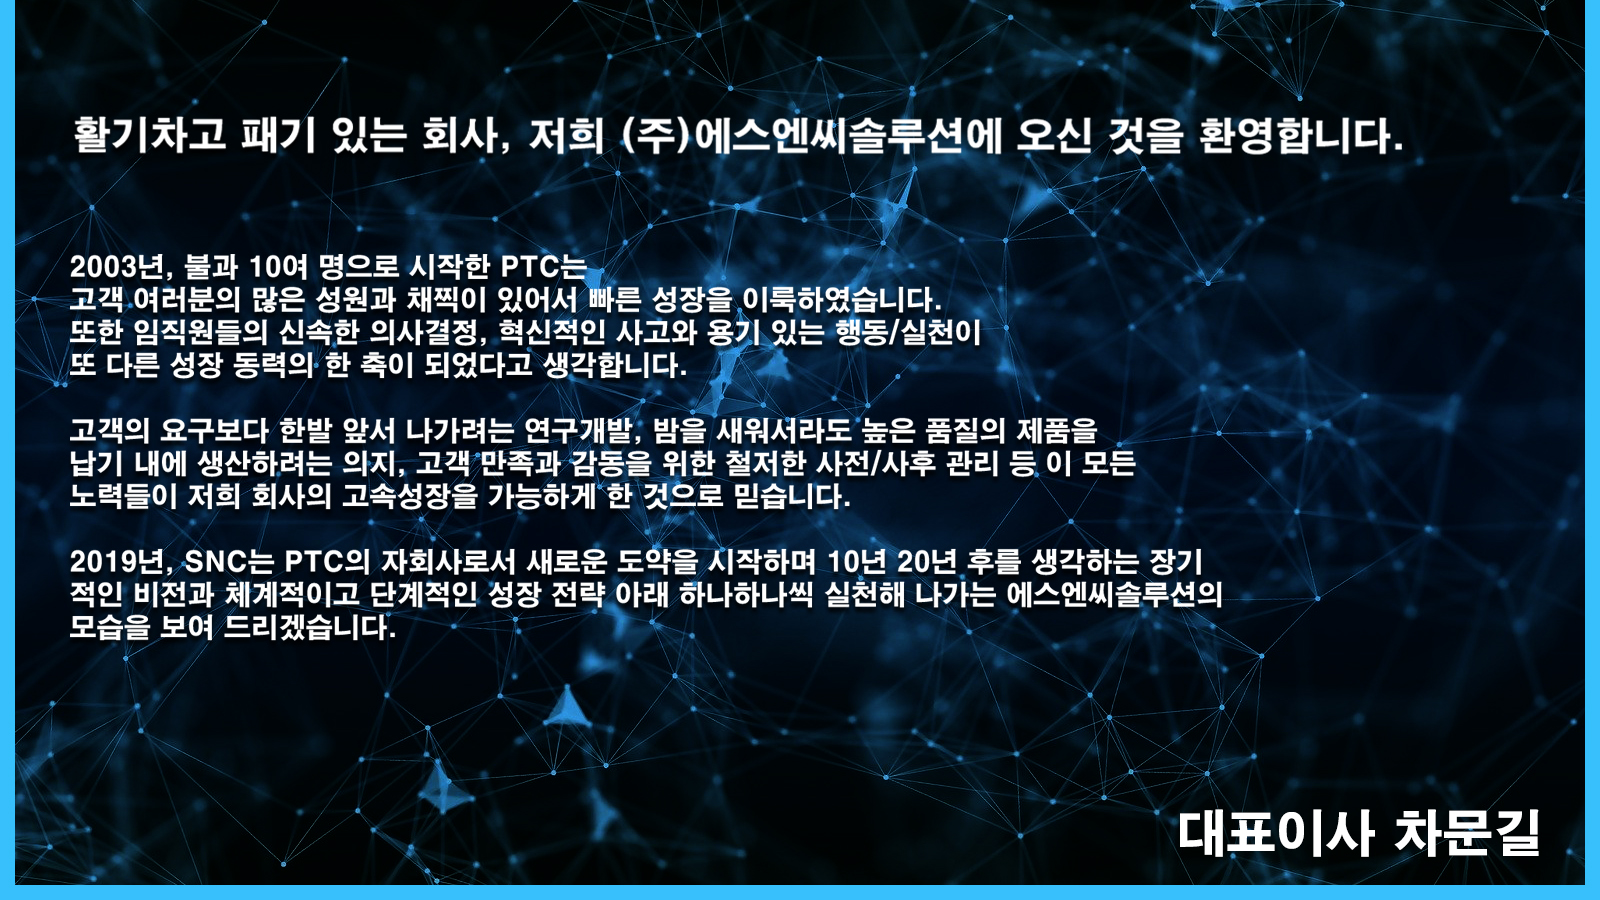 활기차고 패기 있는 회사, 저희 (주)에스엔씨솔루션에 오신 것을 환영합니다.
2003년, 불과 10여 명으로 시작한 PTC는
고객 여러분의 많은 성원과 채찍이 있어서 빠른 성장을 이룩하였습니다.
또한 임직원들의 신속한 의사결정, 혁신적인 사고와 용기 있는 행동/실천이
또 다른 성장 동력의 한 축이 되었다고 생각합니다.
고객의 요구보다 한발 앞서 나가려는 연구개발, 밤을 새워서라도 높은 품질의 제품을
납기 내에 생산하려는 의지, 고객 만족과 감동을 위한 철저한 사전/사후 관리 등 이 모든
노력들이 저희 회사의 고속성장을 가능하게 한 것으로 믿습니다.
2019년, SNC는 PTC의 자회사로서 새로운 도약을 시작하며 10년 20년 후를 생각하는 장기
적인 비전과 체계적이고 단계적인 성장 전략 아래 하나하나씩 실천해 나가는 에스엔씨솔루션의
모습을 보여 드리겠습니다.
대표이사 차문길